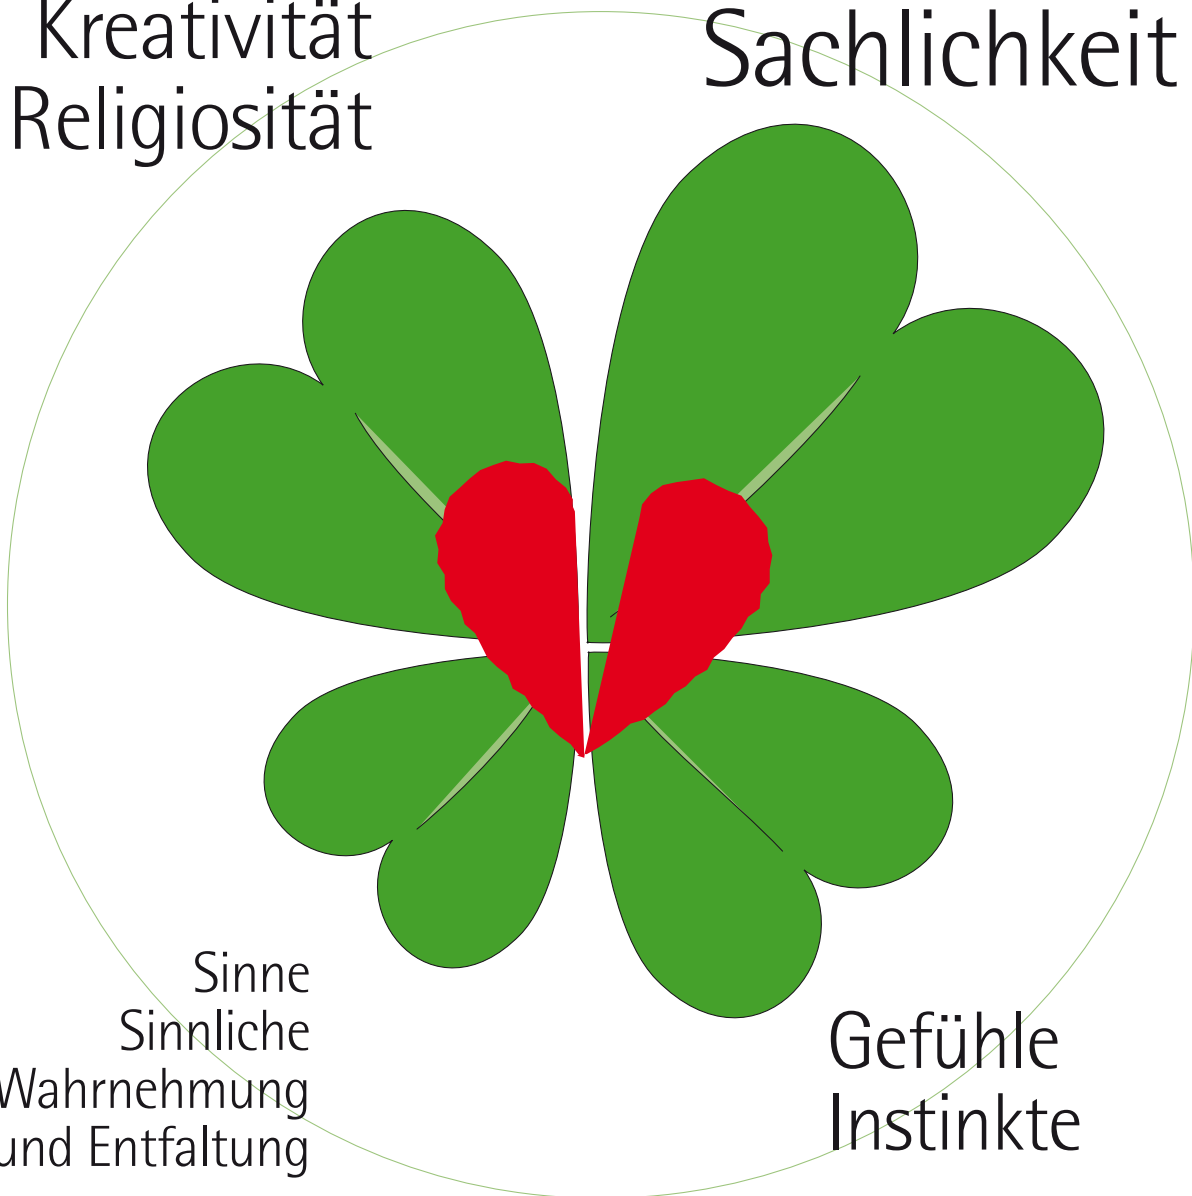 Kreativität
Religiosität
Sachlichkeit
Sinne
Sinnliche
Wahrnehmung
und Entfaltung
Gefühle
Instinkte